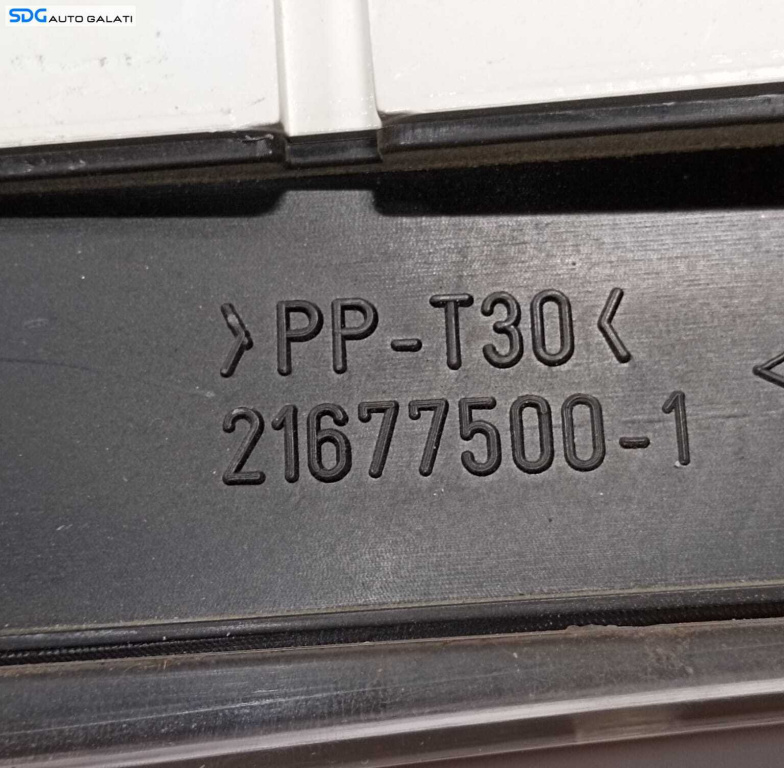 SDG AUTO GALATI
>PP-T30<
21677500-1